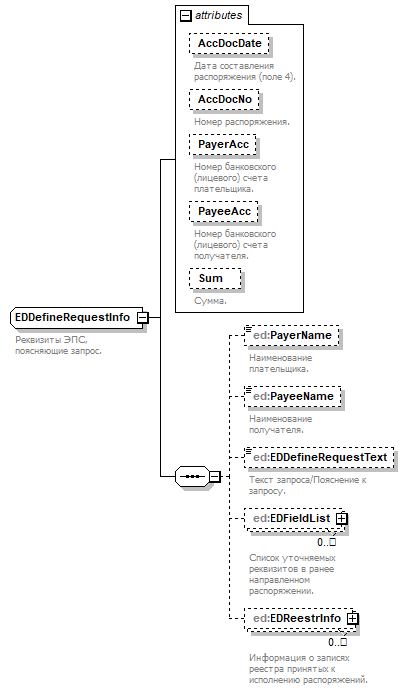 attributes
AccDocDate
Дата составления
распоряжения (поле 4).
AccDocNo
Номер распоряжения.
PayerAcc
Номер банковского
(лицевого) счета
плательщика.
PayeeAcc
Номер банковского
(лицевого) счета
получателя.
Sum
Сумма.
EDDefineRequestInfo
Реквизиты ЭПС,
поясняющие запрос.
ed:PayerName
Наименование
плательщика.
ed:PayeeName
Наименование
получателя.
ed:EDDefineRequestText
Текст запроса/Пояснение к
запросу.
ed:EDFieldList
0..□
Список уточняемых
реквизитов в ранее
направленном
распоряжении.
ed:EDReestrInfo
0..□
Информация о записях
реестра принятых к
исполнению распоряжений.